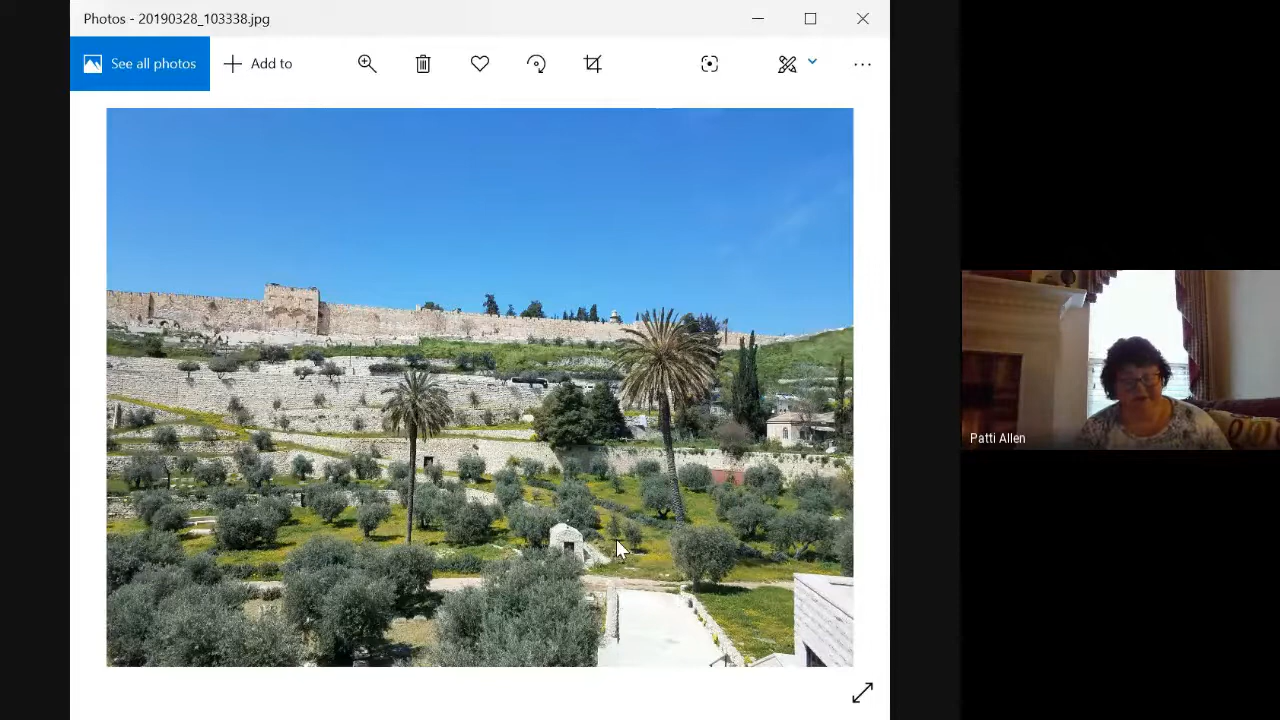 Photos - 20190328_103338.jpg
See all photos
Add to
Patti Allen